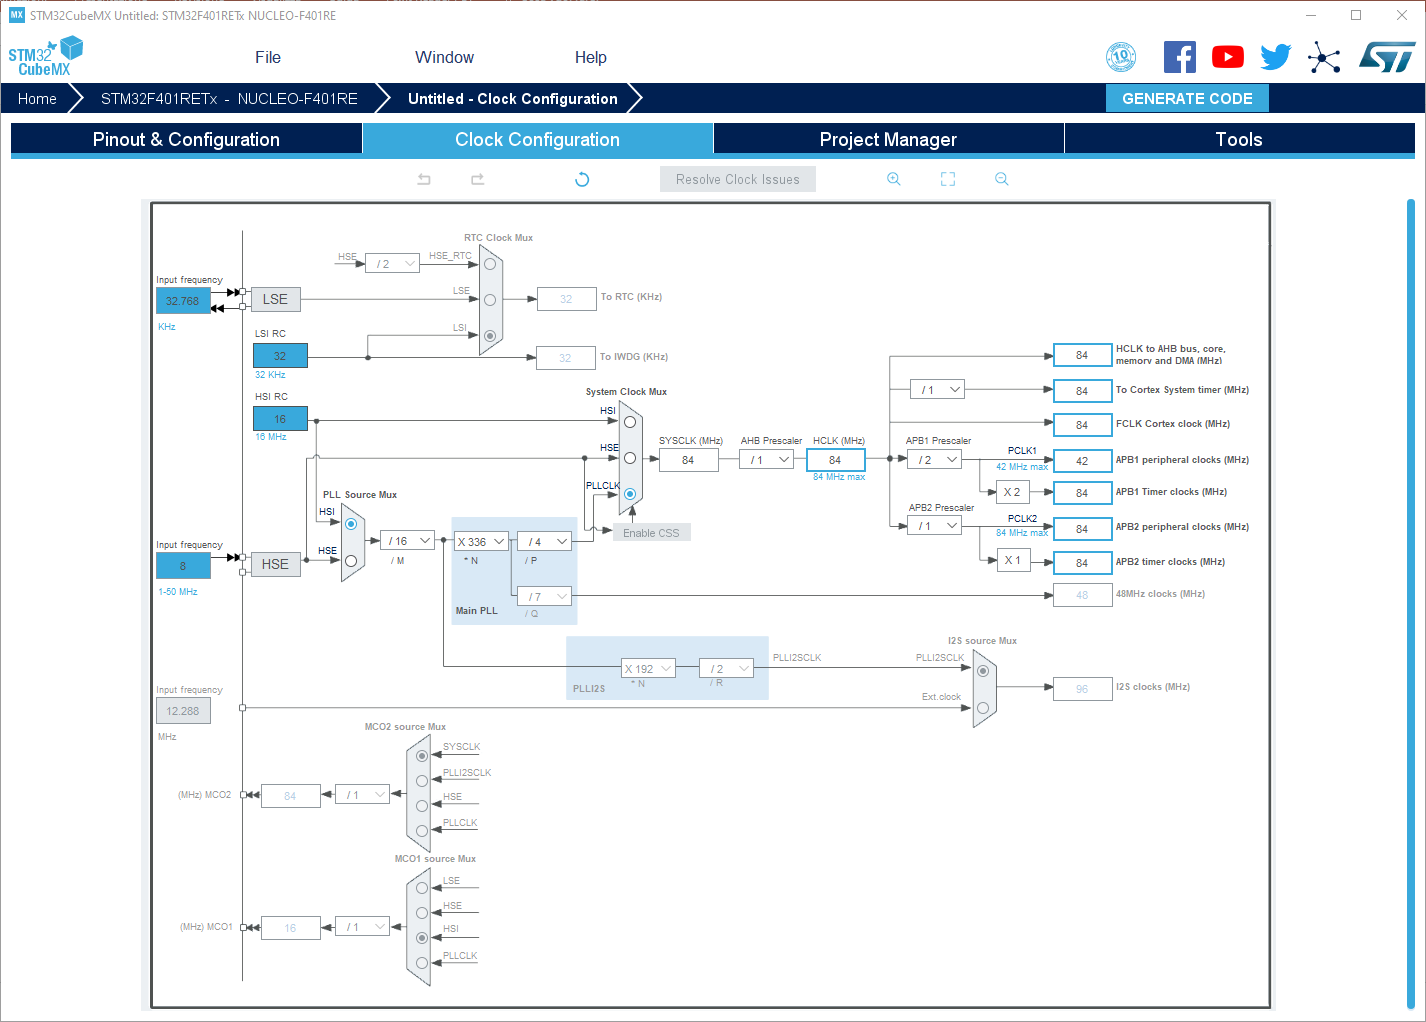 MX STM32CubeMX Untitled: STM32F401RETx NUCLEO-F401RE
STM32 CubeMX
File Window Help
10
ST
Home STM32F401RETx - NUCLEO-F401RE Untitled - Clock Configuration GENERATE CODE
Pinout & Configuration Clock Configuration Project Manager Tools
Resolve Clock Issues
RTC Clock Mux
HSE / 2 HSE_RTC
Input frequency
32.768 LSE LSE 32 To RTC (KHz)
KHz
LSI RC LSI
32 32 To IWDG (KHz)
32 KHz
HSI RC
16
16 MHz
System Clock Mux
HSI
HSE
PLLCLK
SYSCLK (MHz) AHB Prescaler HCLK (MHz)
84 / 1 84
84 MHz max
Enable CSS
84 HCLK to AHB bus, core,
memory and DMA (MHz)
/ 1 84 To Cortex System timer (MHz)
84 FCLK Cortex clock (MHz)
APB1 Prescaler
/ 2 PCLK1 42 APB1 peripheral clocks (MHz)
42 MHz max
X 2 84 APB1 Timer clocks (MHz)
APB2 Prescaler
/ 1 PCLK2 84 APB2 peripheral clocks (MHz)
84 MHz max
X 1 84 APB2 timer clocks (MHz)
PLL Source Mux
HSI
HSE
Input frequency
8 HSE
1-50 MHz
/ 16 X 336 / 4
/ M * N / P
/ 7
Main PLL / Q
48 48MHz clocks (MHz)
X 192 / 2 PLLI2SCLK
PLLI2S * N / R
I2S source Mux
PLLI2SCLK
Ext.clock
96 I2S clocks (MHz)
Input frequency
12.288
MHz
MCO2 source Mux
SYSCLK
PLLI2SCLK
HSE
PLLCLK
(MHz) MCO2 84 / 1
MCO1 source Mux
LSE
HSE
HSI
PLLCLK
(MHz) MCO1 16 / 1